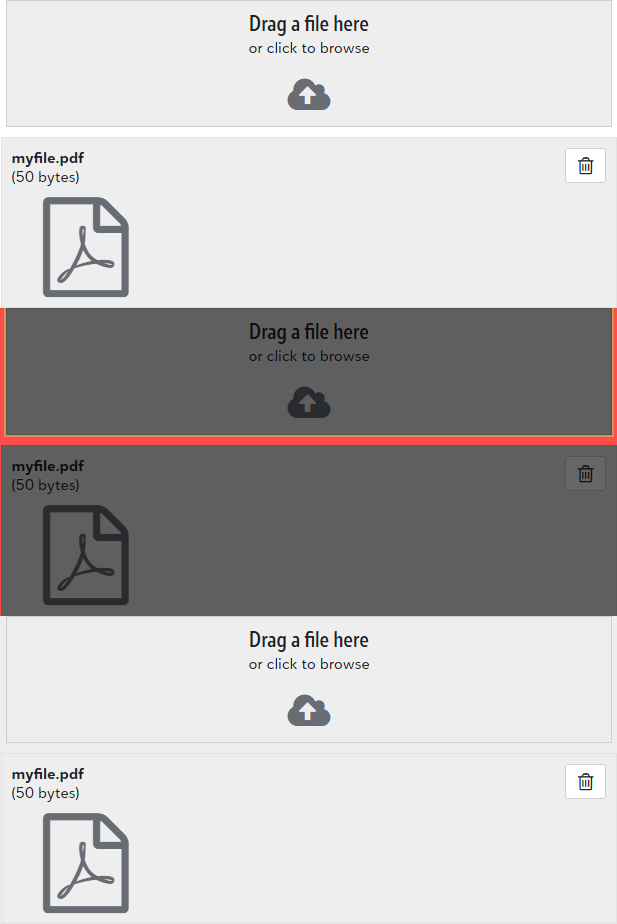 Drag a file here
or click to browse
myfile.pdf
(50 bytes)
Drag a file here
or click to browse
myfile.pdf
(50 bytes)
Drag a file here
or click to browse
myfile.pdf
(50 bytes)